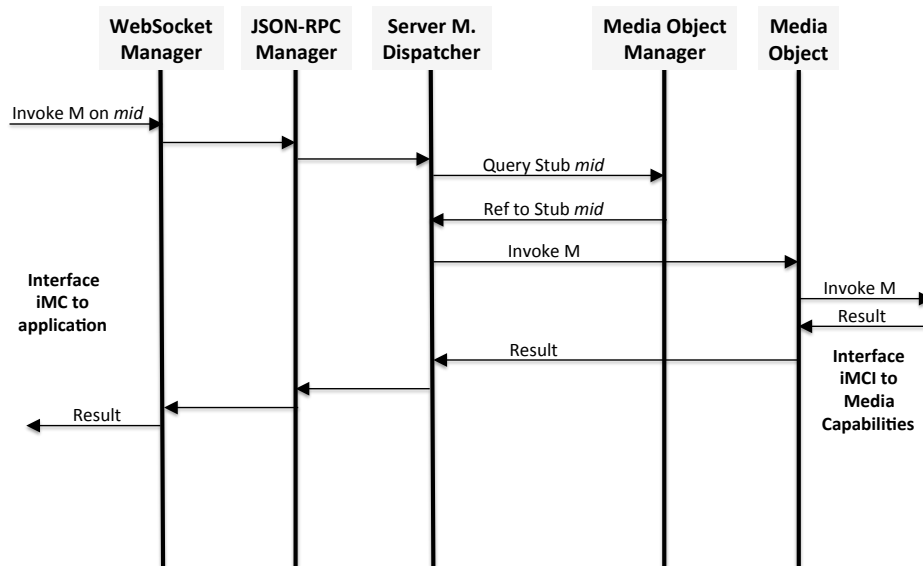 WebSocket
Manager
JSON-RPC
Manager
Server M.
Dispatcher
Media Object
Manager
Media
Object
Invoke M on mid
Query Stub mid
Ref to Stub mid
Invoke M
Interface
iMC to
application
Invoke M
Result
Result
Interface
iMCI to
Media
Capabilities
Result